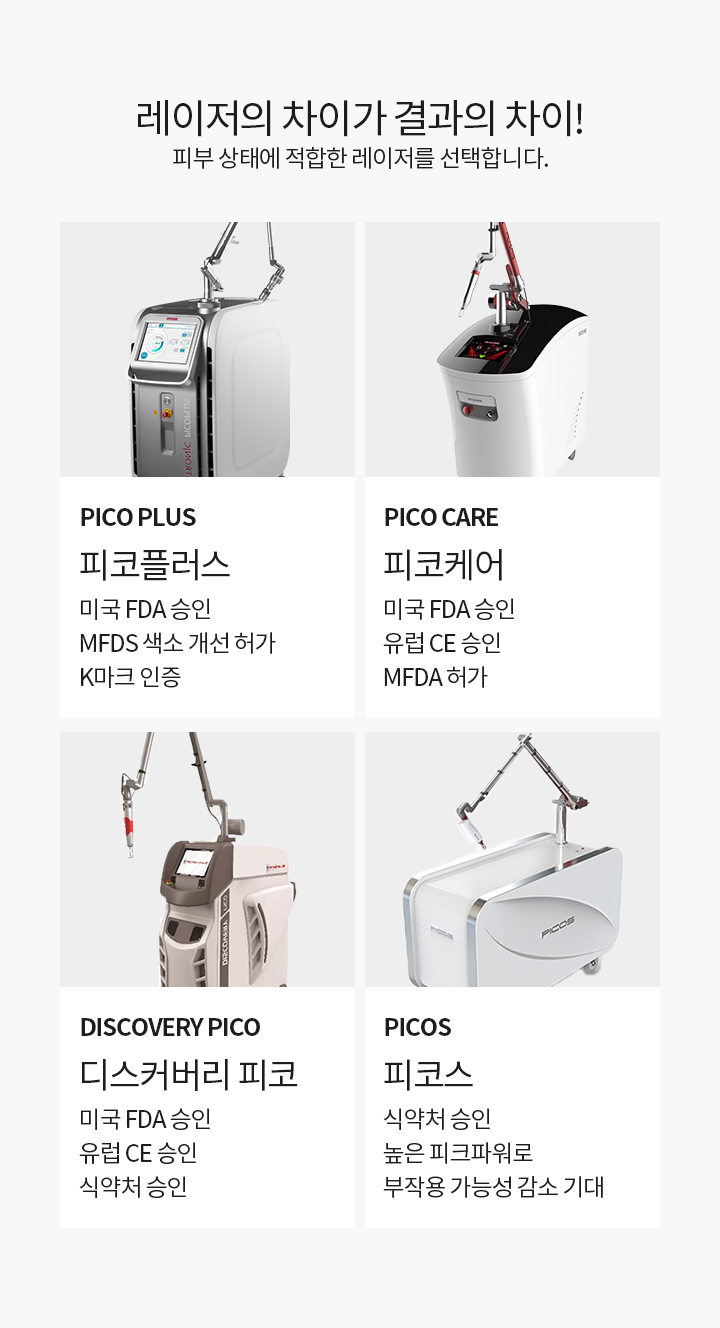 레이저의 차이가 결과의 차이!
피부 상태에 적합한 레이저를 선택합니다.
PICO PLUS
피코플러스
미국 FDA 승인
MFDS 색소 개선 허가
K마크 인증
PICO CARE
피코케어
미국 FDA 승인
유럽 CE 승인
MFDA 허가
DISCOVERY PICO
PICOS
DISCOVERY PICO
디스커버리 피코
미국 FDA 승인
유럽 CE 승인
식약처 승인
PICOS
피코스
식약처 승인
높은 피크파워로
부작용 가능성 감소 기대